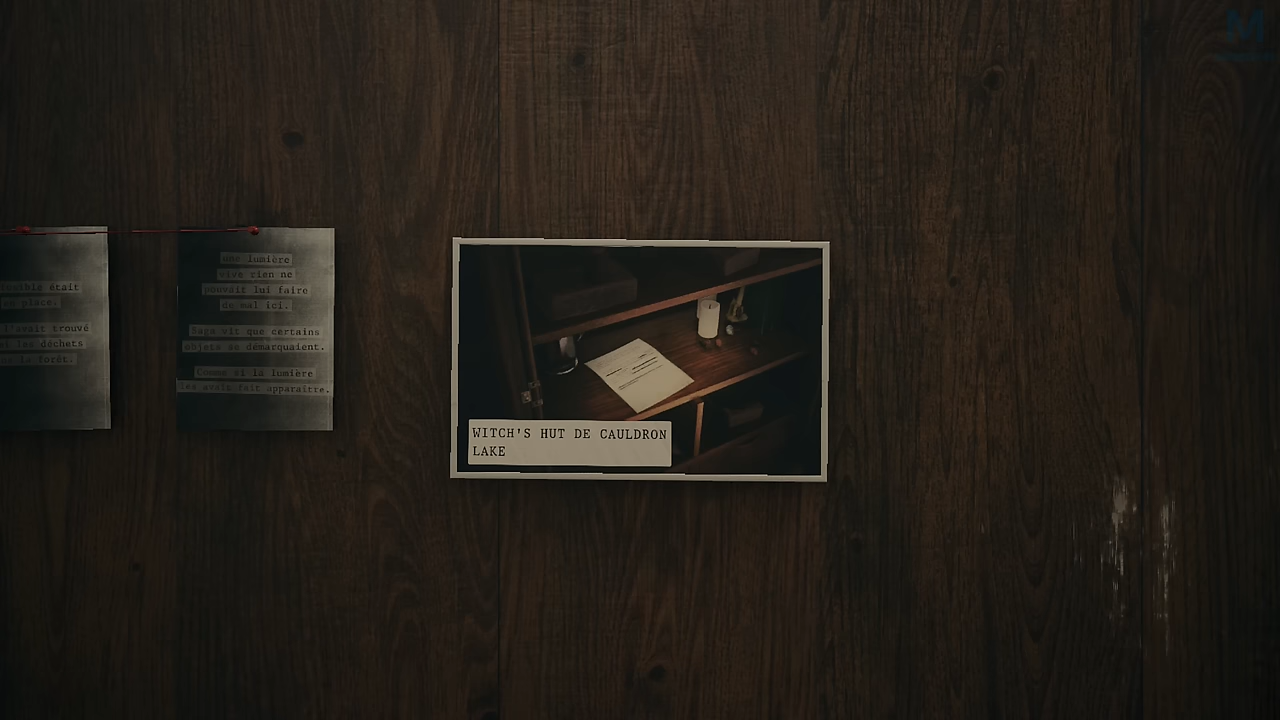 nuisible était
place.
l'avait trouvé
les déchets
la forêt.
une lumière
vive rien ne
pouvait lui faire
de mal ici.
Saga vit que certains
objets se démarquaient.
Comme si la lumière
les avait fait apparaître.
WITCH'S HUT DE CAULDRON
LAKE
M